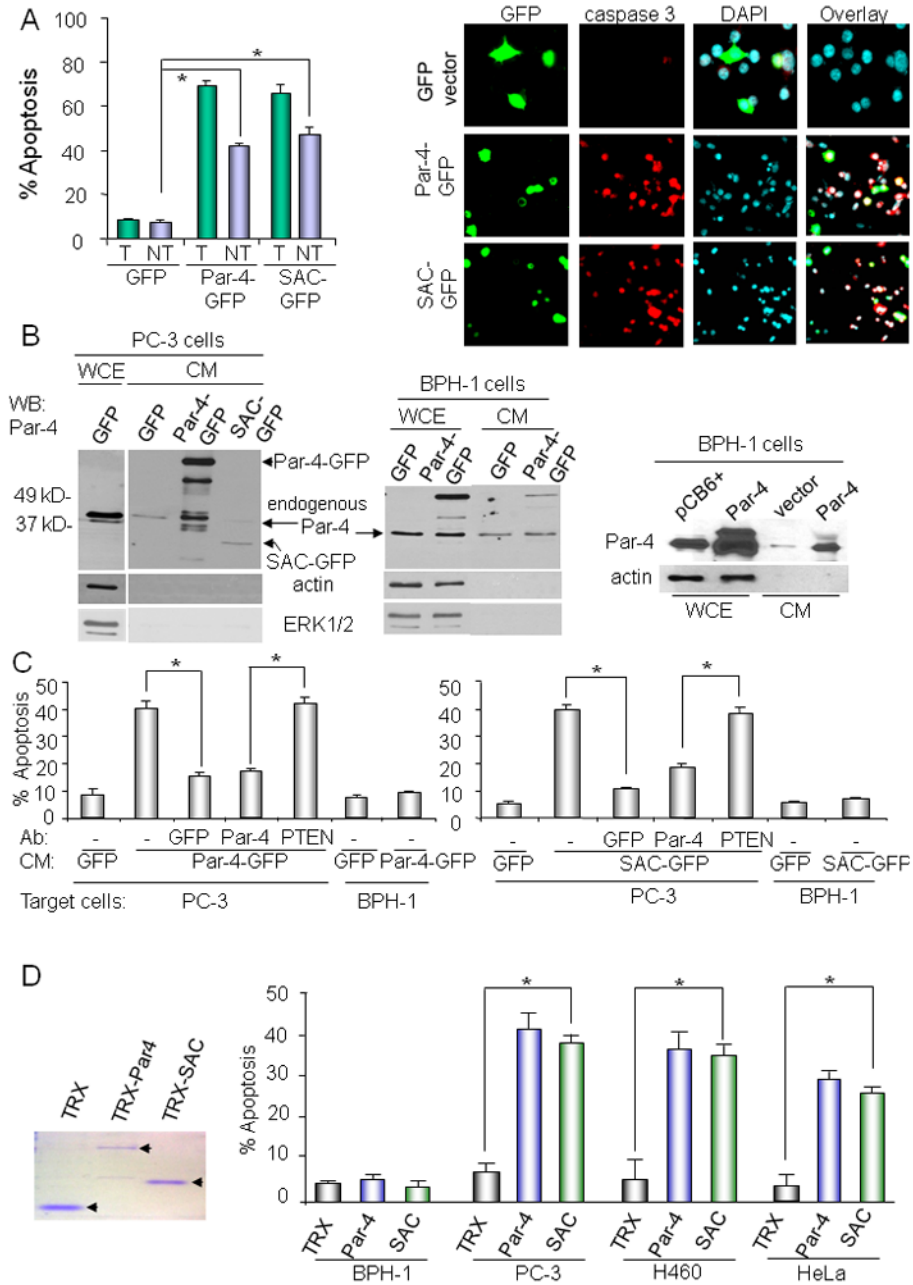 A
% Apoptosis
80
60
40
20
0
*
*
T NT T NT T NT
GFP Par-4-GFP SAC-GFP
GFP caspase 3 DAPI Overlay
GFP vector
Par-4-GFP
SAC-GFP
B
PC-3 cells
WCE CM
WB:
Par-4
GFP GFP Par-4-GFP SAC-GFP
Par-4-GFP
49 kD-
37 kD-
endogenous
Par-4
SAC-GFP
actin
ERK1/2
BPH-1 cells
WCE CM
GFP Par-4-GFP GFP Par-4-GFP
BPH-1 cells
pCB6+ Par-4 vector Par-4
Par-4
actin
WCE CM
C
% Apoptosis
50
40
30
20
10
0
* *
Ab: - - GFP Par-4 PTEN - -
CM: GFP Par-4-GFP GFP Par-4-GFP
Target cells: PC-3 BPH-1
50
40
30
20
10
0
* *
- - GFP Par-4 PTEN - -
GFP SAC-GFP GFP SAC-GFP
PC-3 BPH-1
D
TRX TRX-Par4 TRX-SAC
% Apoptosis
50
40
30
20
10
0
* * *
TRX Par-4 SAC TRX Par-4 SAC TRX Par-4 SAC TRX Par-4 SAC
BPH-1 PC-3 H460 HeLa